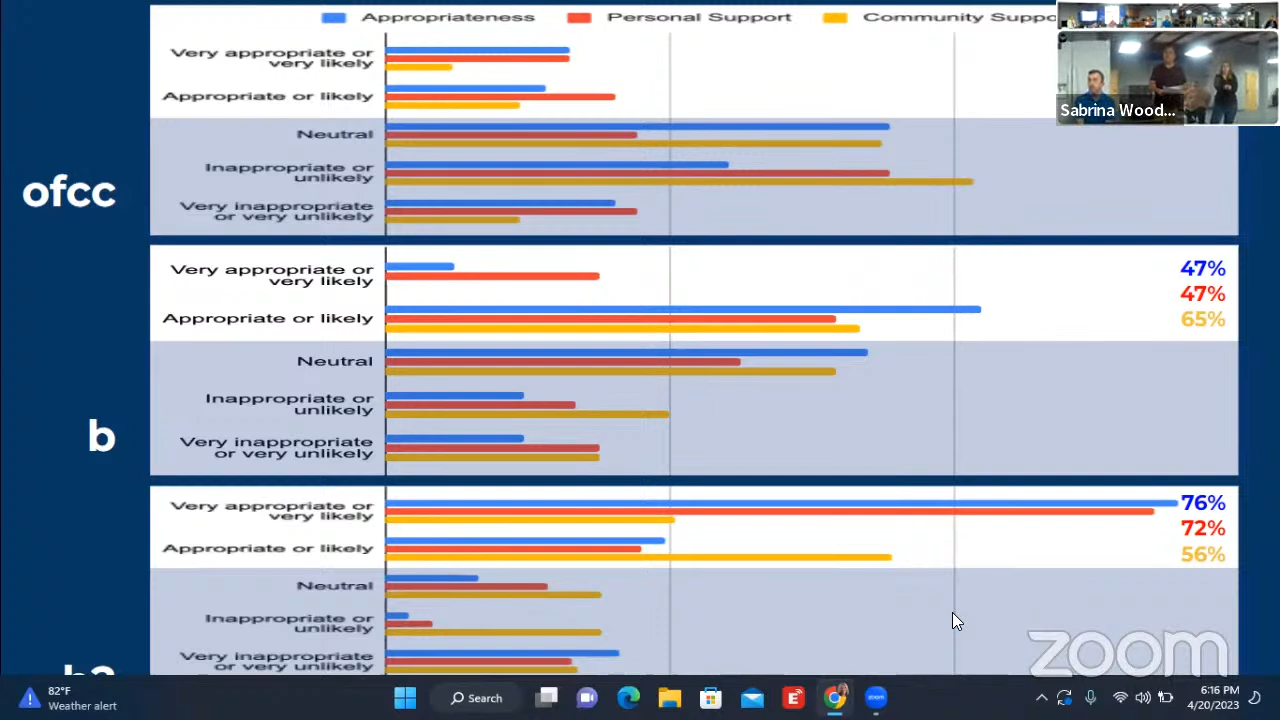 Appropriateness
Personal Support
Community Suppo
Sabrina Wood...
Very appropriate or
very likely
Appropriate or likely
Neutral
Inappropriate or
unlikely
Very inappropriate
or very unlikely
ofcc
Very appropriate or
very likely
Appropriate or likely
Neutral
Inappropriate or
unlikely
Very inappropriate
or very unlikely
b
47%
47%
65%
Very appropriate or
very likely
Appropriate or likely
Neutral
Inappropriate or
unlikely
Very inappropriate
or very unlikely
76%
72%
56%
zoom
82°F
Weather alert
Search
zoom
6:16 PM
4/20/2023